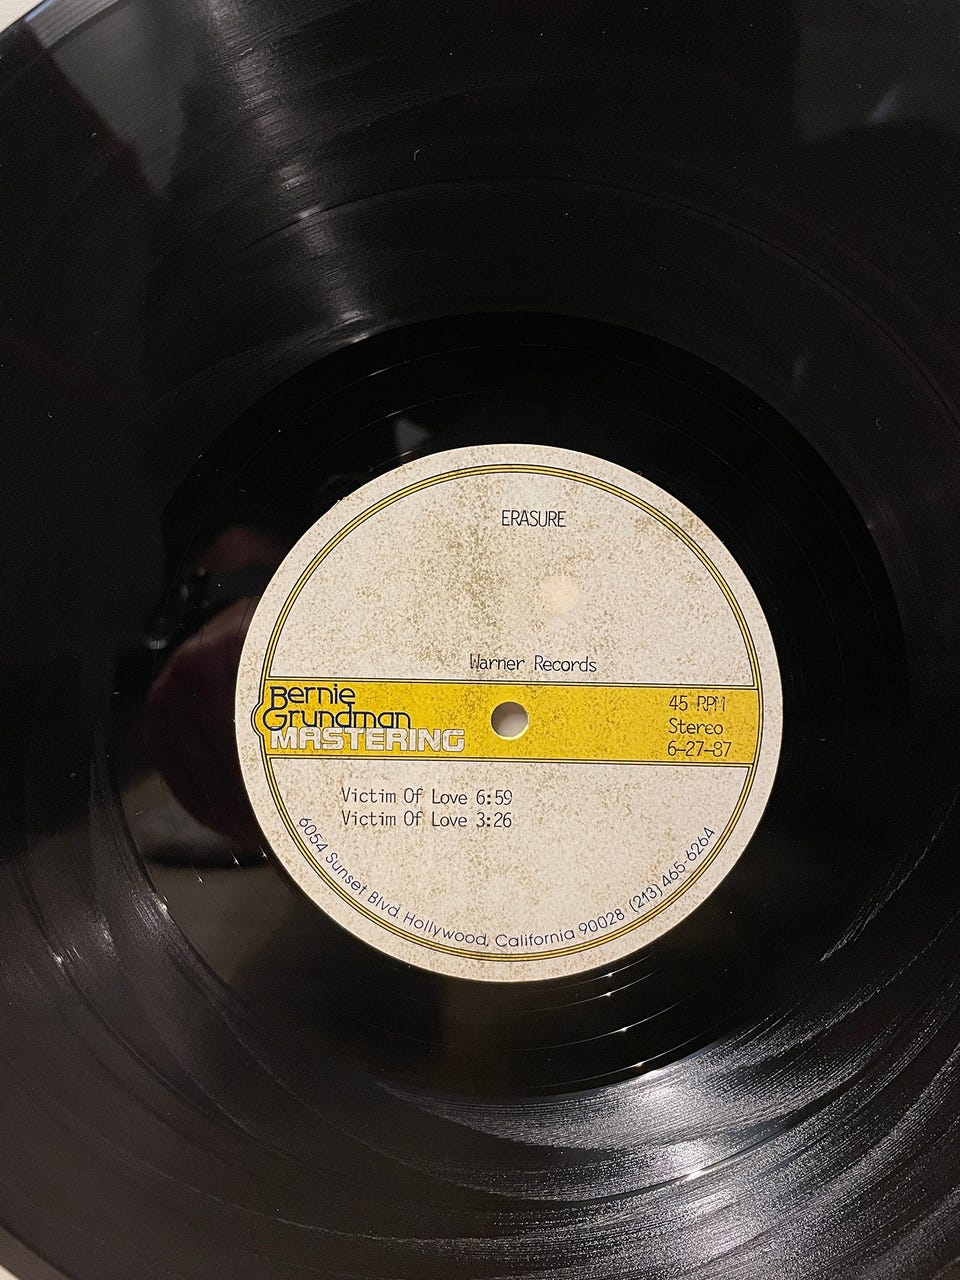 ERASURE
Warner Records
Bernie
Grundman
MASTERING
45 RPM
Stereo
6-27-87
Victim Of Love 6:59
Victim Of Love 3:26
6054 Sunset Blvd. Hollywood, California 90028 (213) 465-6264